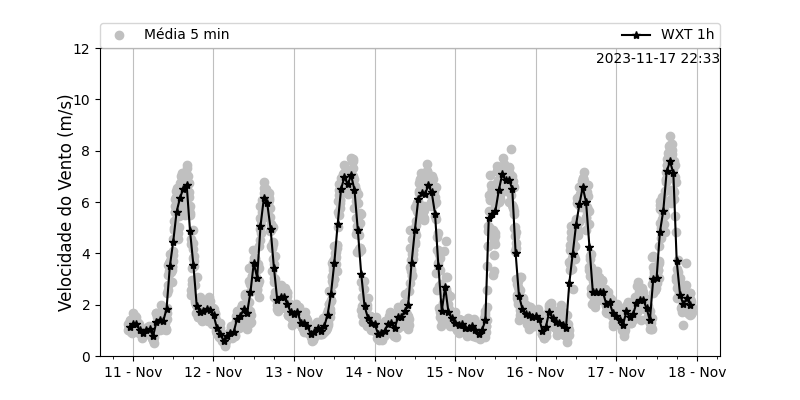 Média 5 min
WXT 1h
2023-11-17 22:33
Velocidade do Vento (m/s)
12
10
8
6
4
2
0
11 - Nov 12 - Nov 13 - Nov 14 - Nov 15 - Nov 16 - Nov 17 - Nov 18 - Nov